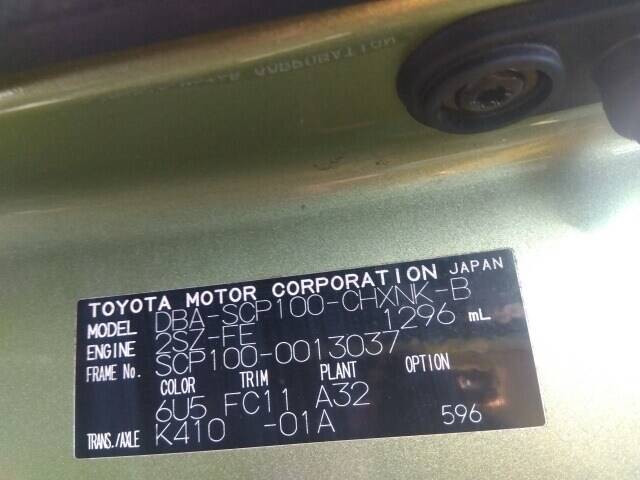 TOYOTA MOTOR CORPORATION JAPAN
MODEL DBA-SCP100-CHXNK-B
ENGINE 2SZ-FE 1296 mL
FRAME No. SCP100-0013037
COLOR TRIM PLANT OPTION
6U5 FC11 A32
TRANS./AXLE K410 -01A 596